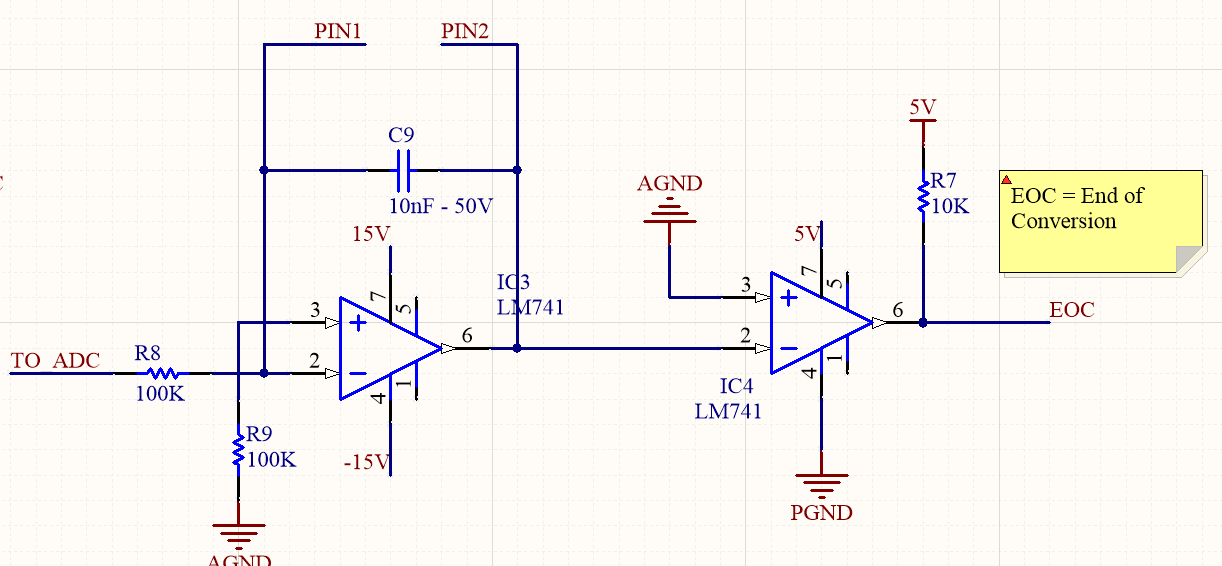 PIN1
PIN2
C9
10nF - 50V
15V
7
5
IC3
LM741
3
2
6
4
1
-15V
TO_ADC
R8
100K
R9
100K
AGND
AGND
5V
7
5
3
2
6
4
1
IC4
LM741
PGND
5V
R7
10K
EOC
EOC = End of
Conversion